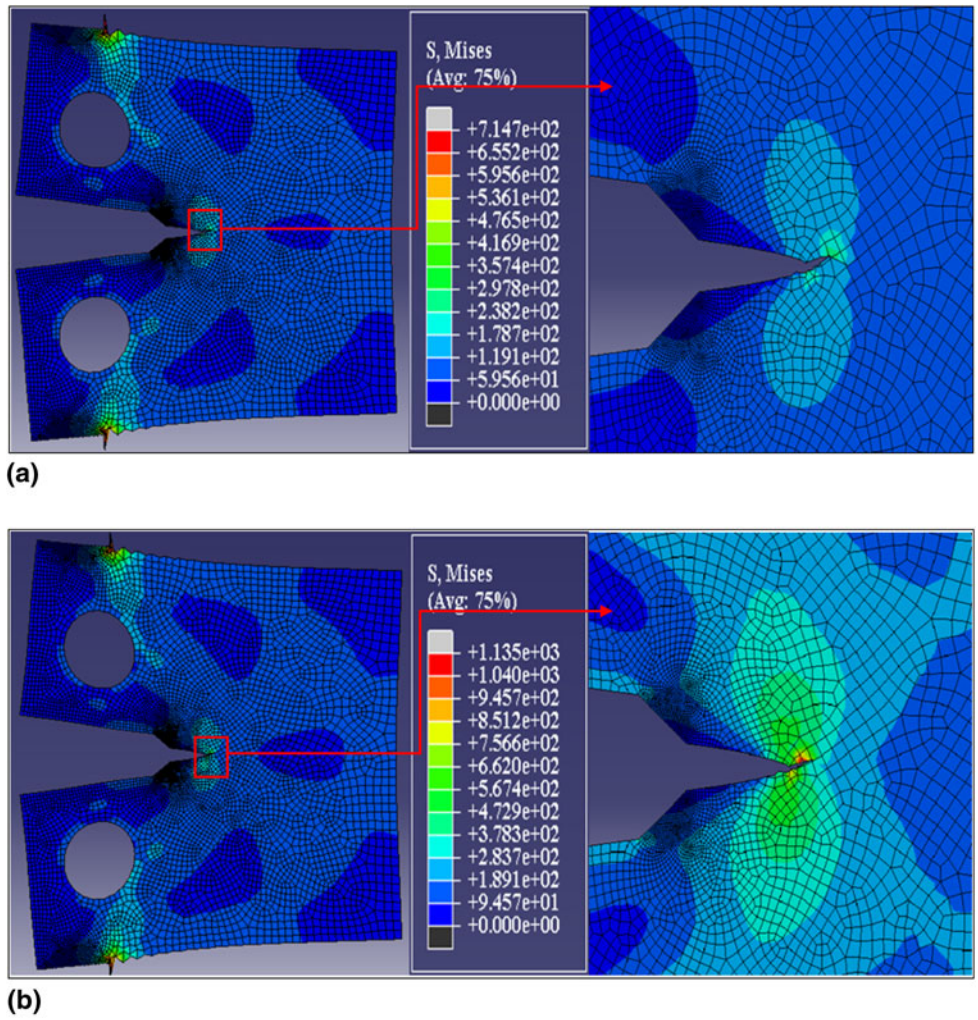 S, Mises
(Avg: 75%)
+7.147e+02
+6.552e+02
+5.956e+02
+5.361e+02
+4.765e+02
+4.169e+02
+3.574e+02
+2.978e+02
+2.382e+02
+1.787e+02
+1.191e+02
+5.956e+01
+0.000e+00
(a)
S, Mises
(Avg: 75%)
+1.135e+03
+1.040e+03
+9.457e+02
+8.512e+02
+7.566e+02
+6.620e+02
+5.674e+02
+4.729e+02
+3.783e+02
+2.837e+02
+1.891e+02
+9.457e+01
+0.000e+00
(b)